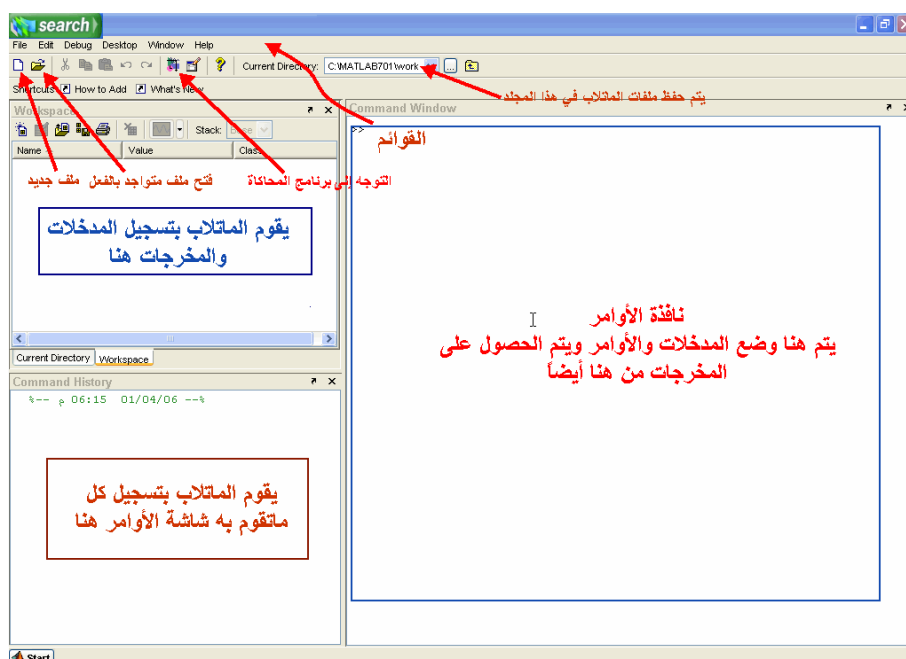 search
File Edit Debug Desktop Window Help
Current Directory: C:\MATLAB701\work
Shortcuts How to Add What's New
يتم حفظ ملفات الماتلاب في هذا المجلد
Workspace
Stack: Base
Name Value Class
ملف جديد
فتح ملف متواجد بالفعل
التوجه إلى برنامج المحاكاة
يقوم الماتلاب بتسجيل المدخلات
والمخرجات هنا
Current Directory Workspace
Command History
%-- 06:15 م 01/04/06 --%
يقوم الماتلاب بتسجيل كل
ماتقوم به شاشة الأوامر هنا
Command Window
>>
القوائم
نافذة الأوامر
يتم هنا وضع المدخلات والأوامر ويتم الحصول على
المخرجات من هنا أيضاً
Start